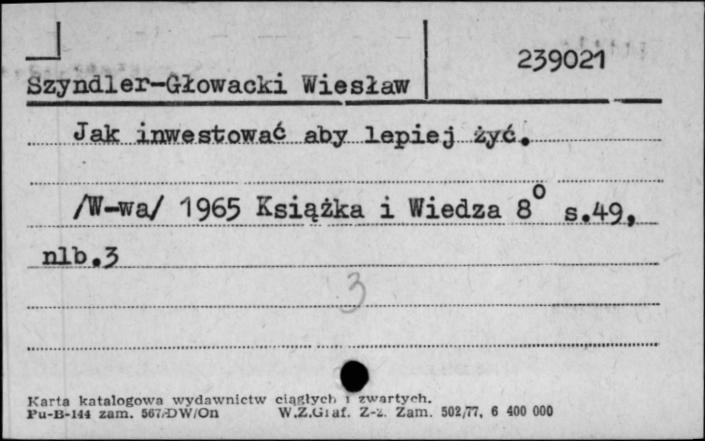 239021
Szyndler-Głowacki Wiesław
Jak inwestować aby lepiej żyć.
/W-wa/ 1965 Książka i Wiedza 8° s.49,
nlb.3
3
Karta katalogowa wydawnictw ciągłych i zwartych.
Pu-B-144 zam. 567/DW/On W.Z.Graf. Z-2. Zam. 502/77, 6 400 000